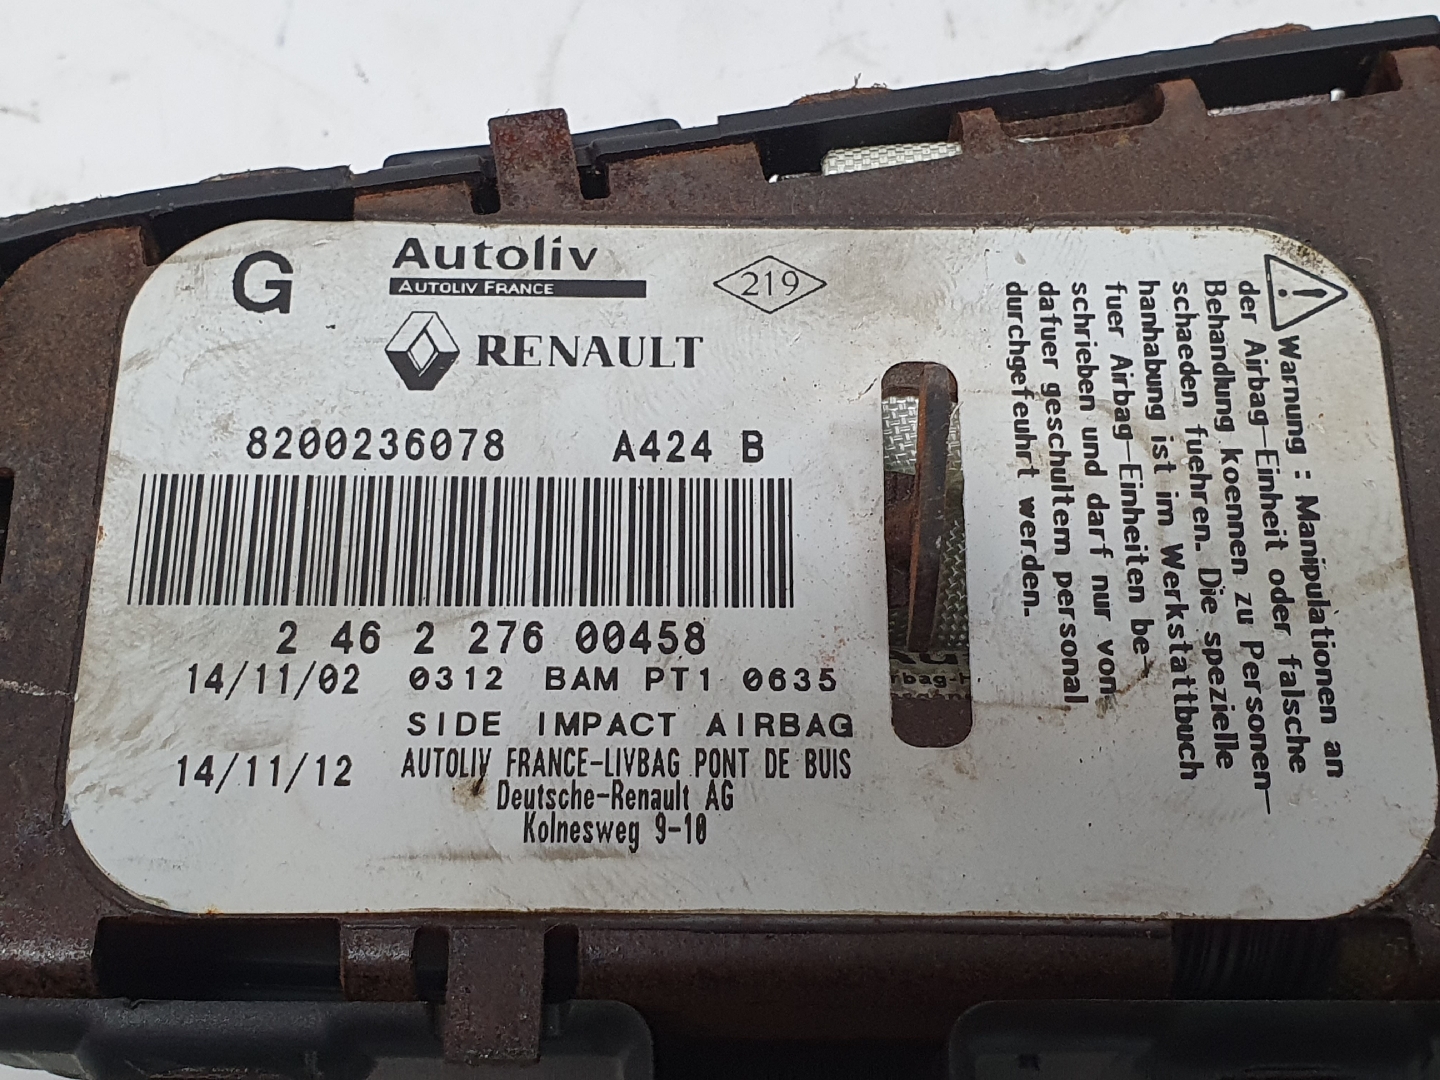 G
Autoliv
AUTOLIV FRANCE
219
RENAULT
8200236078 A424 B
2 46 2 276 00458
14/11/02 0312 BAM PT1 0635
SIDE IMPACT AIRBAG
14/11/12 AUTOLIV FRANCE-LIVBAG PONT DE BUIS
Deutsche-Renault AG
Kolnesweg 9-10
Warnung : Manipulationen an
der Airbag-Einheit oder falsche
Behandlung koennen zu Personen-
schaeden fuehren. Die spezielle
hanhabung ist im Werkstattbuch
fuer Airbag-Einheiten be-
schrieben und darf nur von
dafuer geschultem personal
durchgefeuhrt werden.